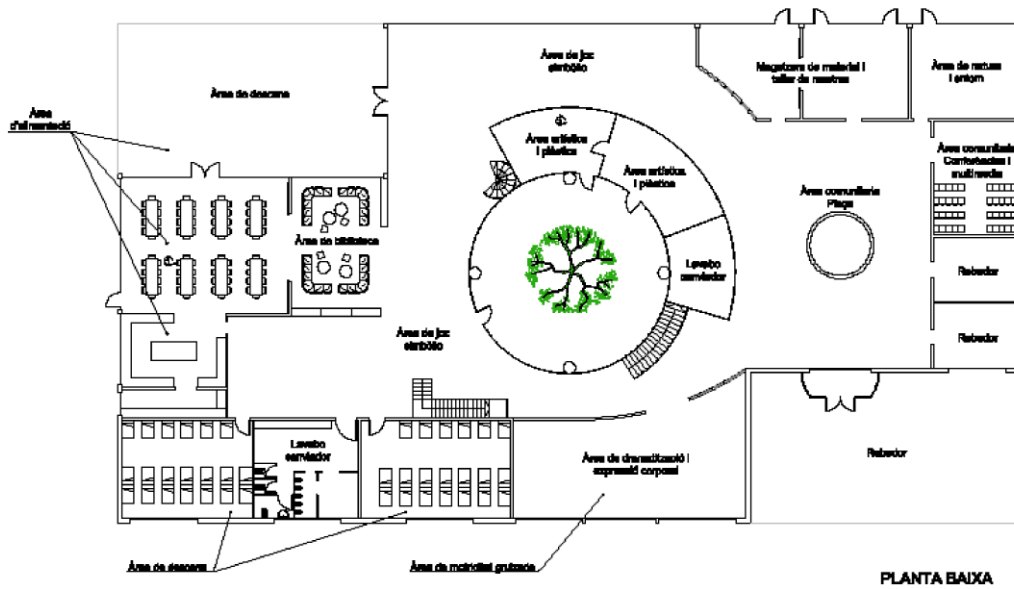 Àrea de joc
simbòlic
Magatzems de material i
taller de mestres
Àrea de natura
i entorn
Àrea de descans
Àrea
d'alimentació
Àrea artística
i plàstica
Àrea artística
i plàstica
Àrea comunitària
Conferències i
multimedia
Àrea comunitària
Plaça
Àrea de biblioteca
Lavabo
canviador
Rebedor
Àrea de joc
simbòlic
Rebedor
Lavabo
canviador
Àrea de dramatització i
expressió corporal
Rebedor
Àrea de descans
Àrea de motricitat gruixuda
PLANTA BAIXA